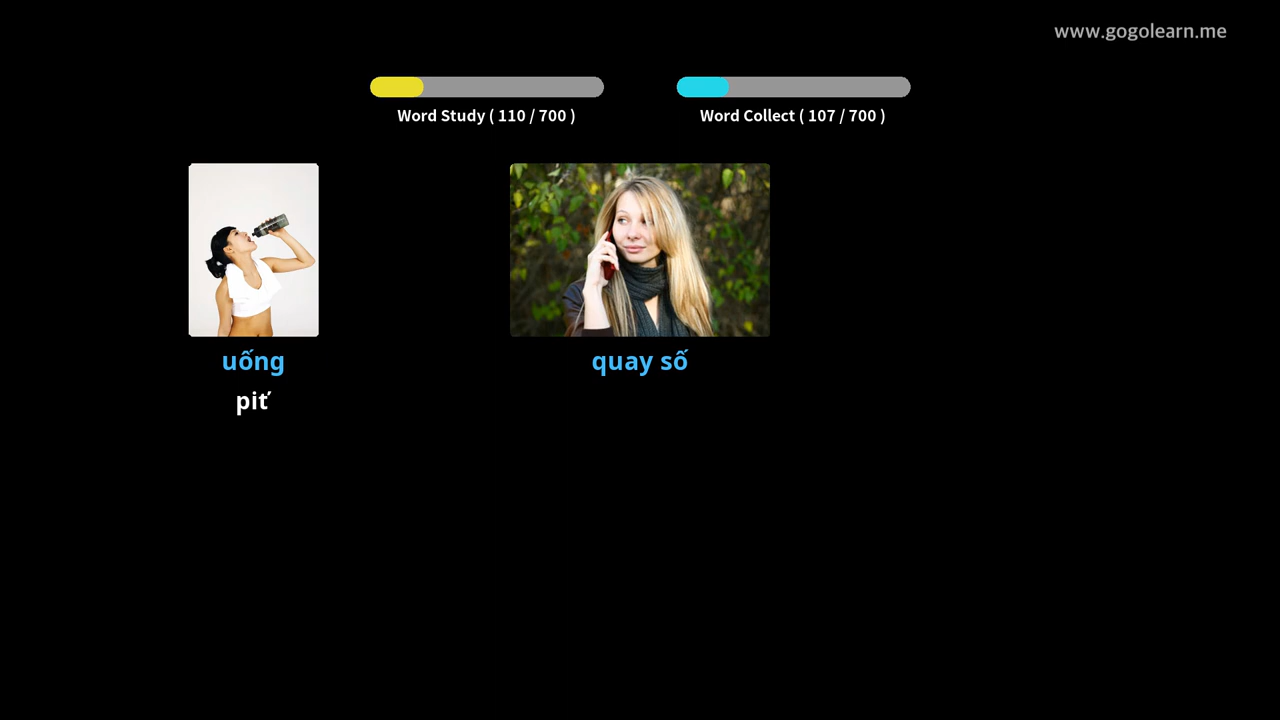 www.gogolearn.me
Word Study ( 110 / 700 )
Word Collect ( 107 / 700 )
uống
quay số
piť